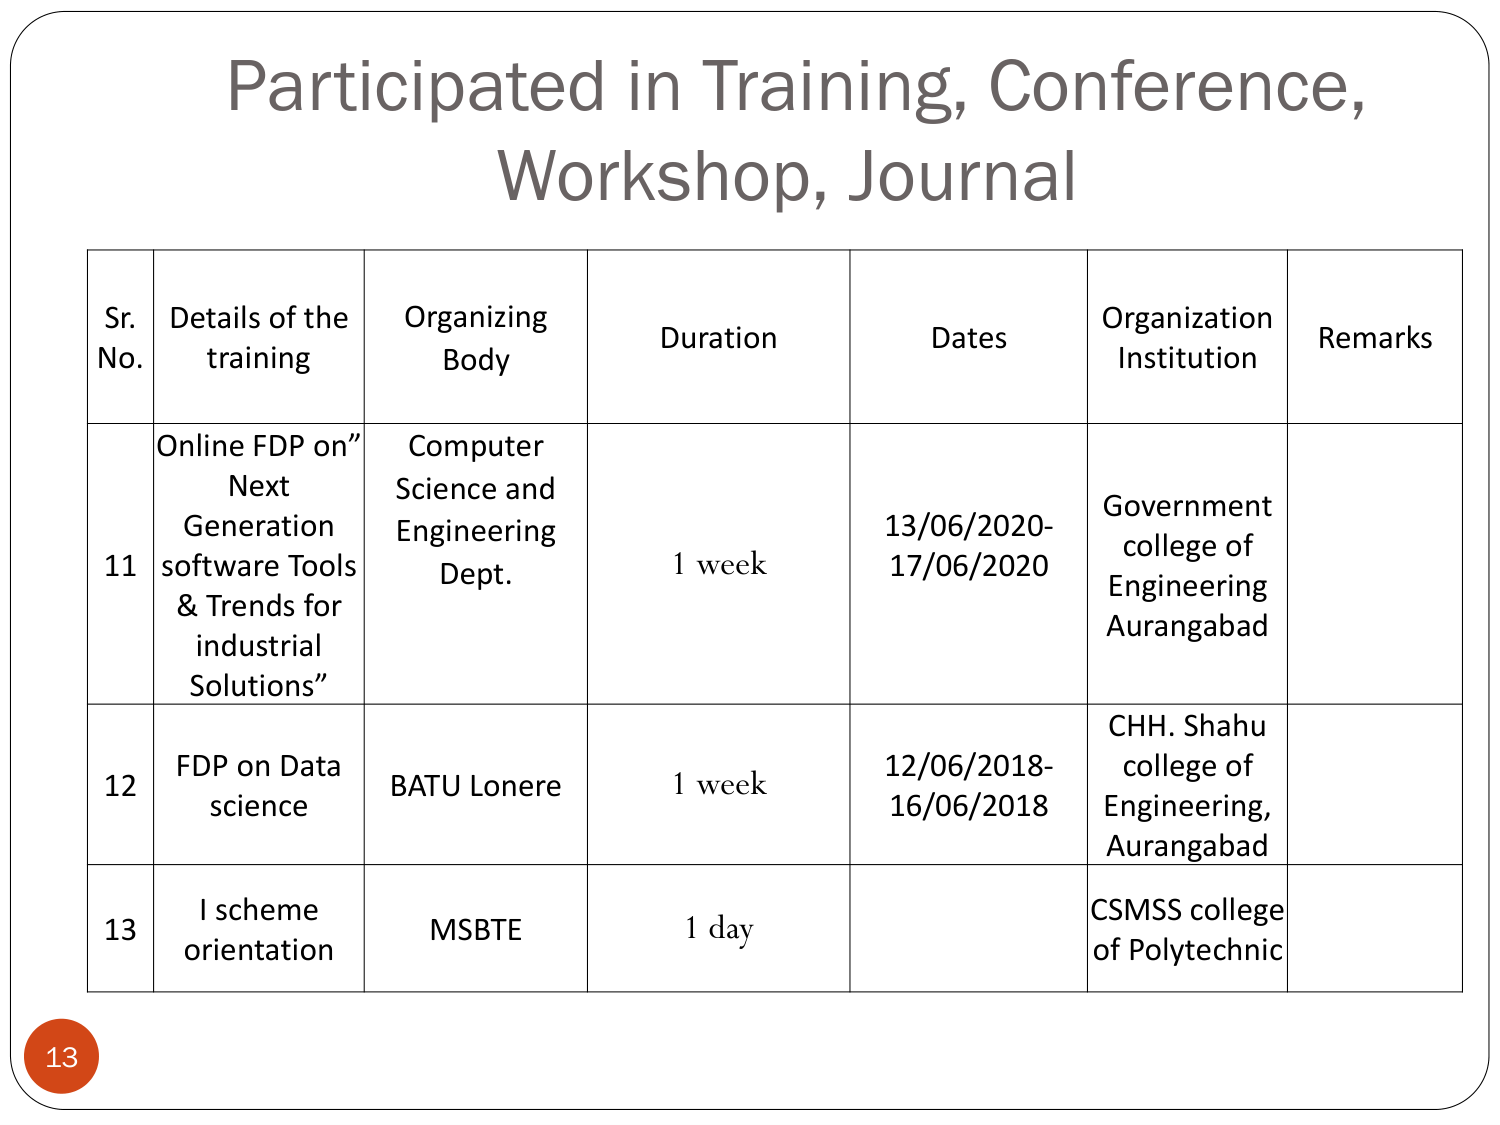 Participated in Training, Conference,
Workshop, Journal
Sr.
No.
Details of the
training
Organizing
Body
Duration
Dates
Organization
Institution
Remarks
11
Online FDP on”
Next
Generation
software Tools
& Trends for
industrial
Solutions”
Computer
Science and
Engineering
Dept.
1 week
13/06/2020-
17/06/2020
Government
college of
Engineering
Aurangabad
12
FDP on Data
science
BATU Lonere
1 week
12/06/2018-
16/06/2018
CHH. Shahu
college of
Engineering,
Aurangabad
13
I scheme
orientation
MSBTE
1 day
CSMSS college
of Polytechnic
13